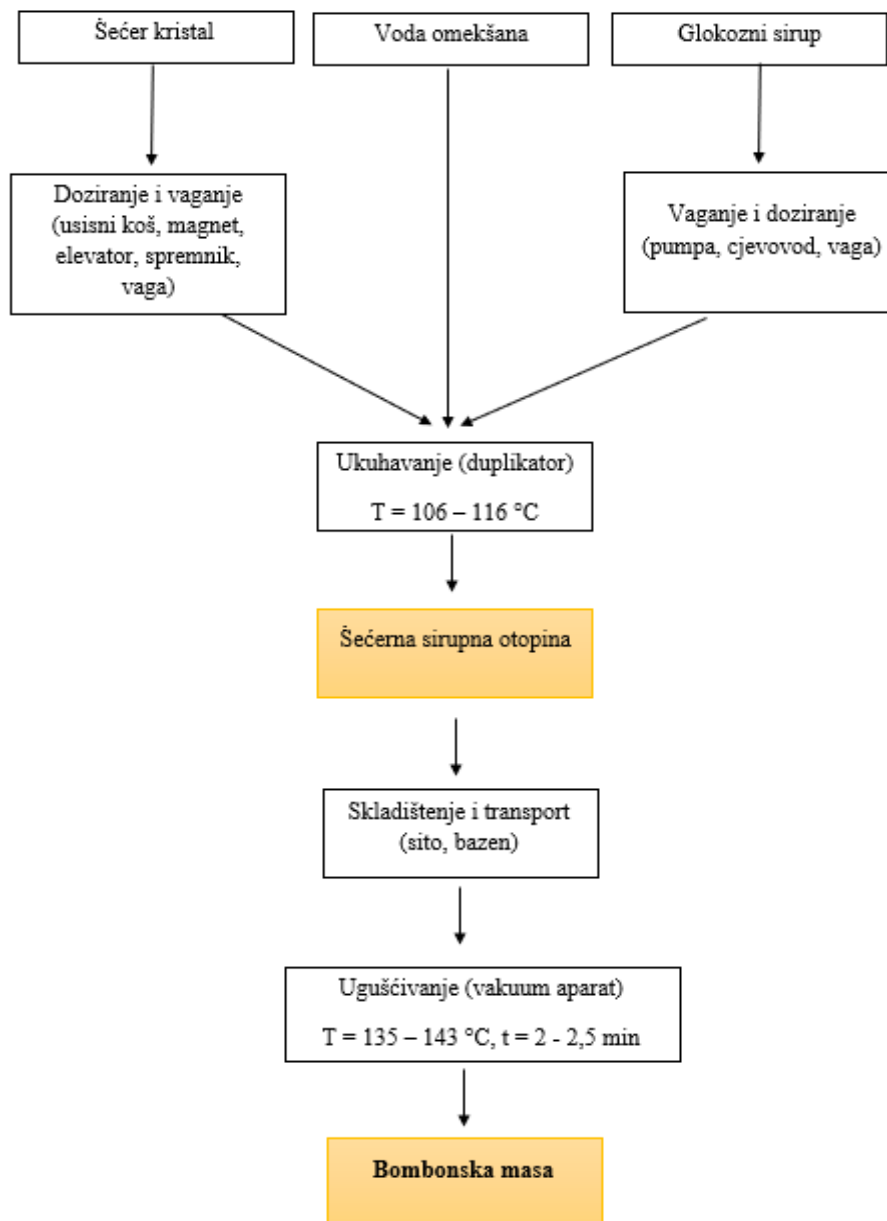 Šećer kristal
Voda omekšana
Glokozni sirup
Doziranje i vaganje
(usisni koš, magnet,
elevator, spremnik,
vaga)
Vaganje i doziranje
(pumpa, cjevovod, vaga)
Ukuhavanje (duplikator)
T = 106 – 116 °C
Šećerna sirupna otopina
Skladištenje i transport
(sito, bazen)
Ugušćivanje (vakuum aparat)
T = 135 – 143 °C, t = 2 - 2,5 min
Bombonska masa